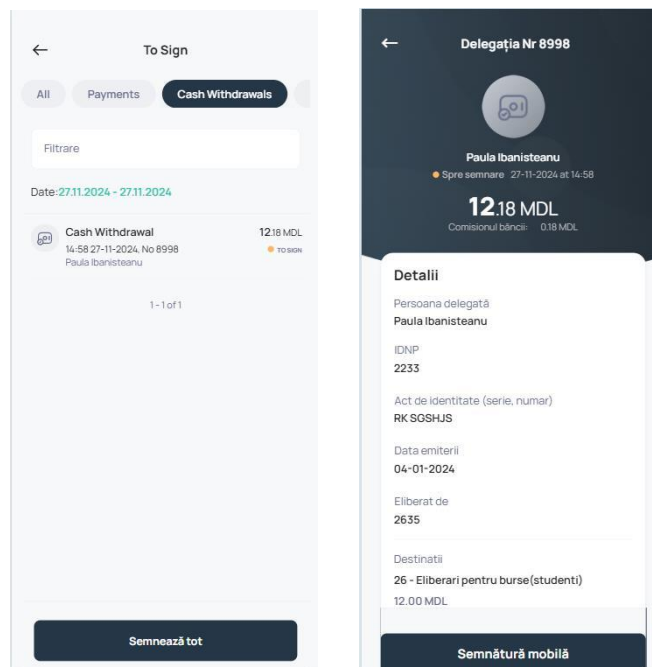 To Sign
All Payments Cash Withdrawals
Filtrare
Date:27.11.2024 - 27.11.2024
Cash Withdrawal 12.18 MDL
14:58 27-11-2024, No 8998 TO SIGN
Paula Ibanisteanu
1 - 1 of 1
Semnează tot
Delegația Nr 8998
Paula Ibanisteanu
Spre semnare 27-11-2024 at 14:58
12.18 MDL
Comisionul băncii: 0.18 MDL
Detalii
Persoana delegată
Paula Ibanisteanu
IDNP
2233
Act de identitate (serie, numar)
RK SGSHJS
Data emiterii
04-01-2024
Eliberat de
2635
Destinatii
26 - Eliberari pentru burse(studenti)
12.00 MDL
Semnătură mobilă